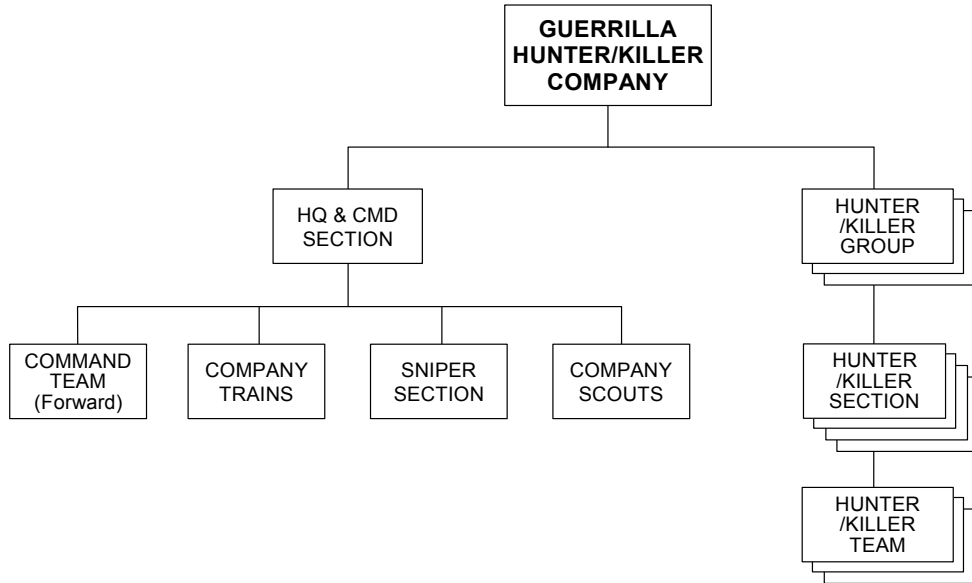 GUERRILLA
HUNTER/KILLER
COMPANY
HQ & CMD
SECTION
HUNTER
/KILLER
GROUP
COMMAND
TEAM
(Forward)
COMPANY
TRAINS
SNIPER
SECTION
COMPANY
SCOUTS
HUNTER
/KILLER
SECTION
HUNTER
/KILLER
TEAM